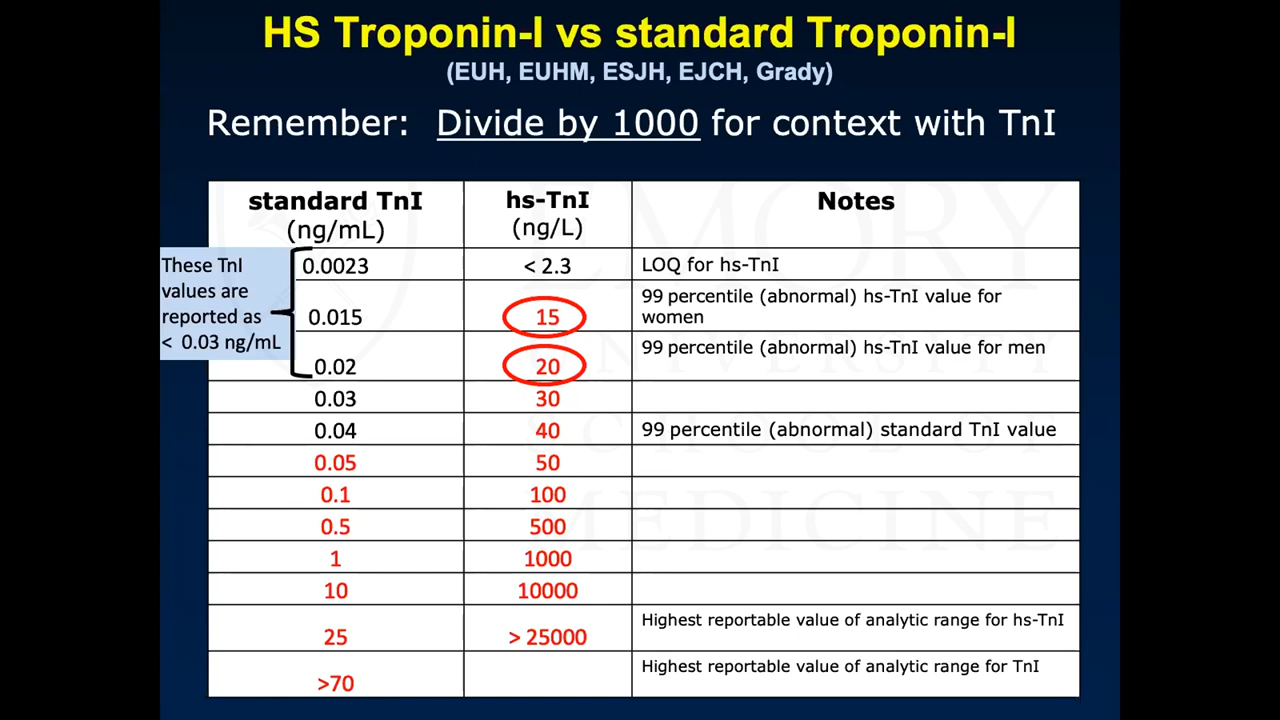 HS Troponin-I vs standard Troponin-I
(EUH, EUHM, ESJH, EJCH, Grady)
Remember: Divide by 1000 for context with TnI
standard TnI hs-TnI Notes
(ng/mL) (ng/L)
These TnI
values are
reported as
< 0.03 ng/mL
0.0023 < 2.3 LOQ for hs-TnI
0.015 15 99 percentile (abnormal) hs-TnI value for
women
0.02 20 99 percentile (abnormal) hs-TnI value for men
0.03 30
0.04 40 99 percentile (abnormal) standard TnI value
0.05 50
0.1 100
0.5 500
1 1000
10 10000
25 > 25000 Highest reportable value of analytic range for hs-TnI
>70 Highest reportable value of analytic range for TnI
EMORY
UNIVERSITY
SCHOOL OF
MEDICINE